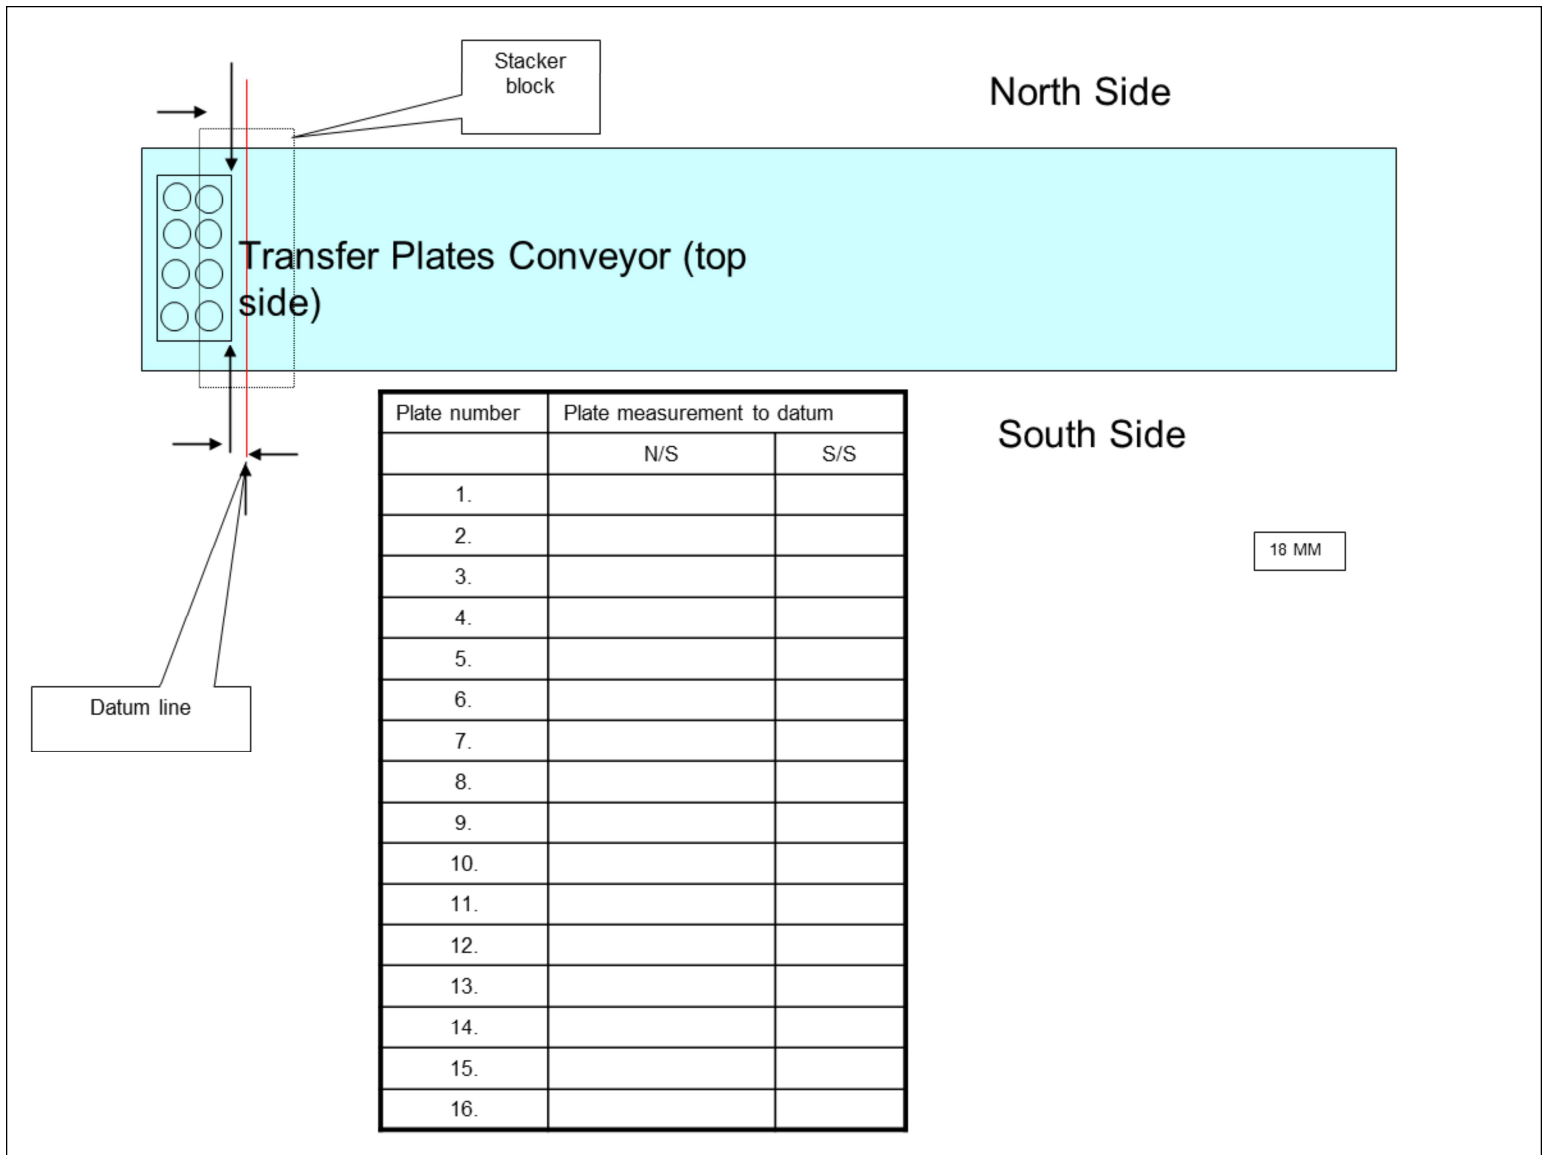 Stacker
block
North Side
Transfer Plates Conveyor (top
side)
Plate number Plate measurement to datum
N/S S/S
South Side
1.
2.
18 MM
3.
4.
5.
6.
7.
Datum line
8.
9.
10.
11.
12.
13.
14.
15.
16.